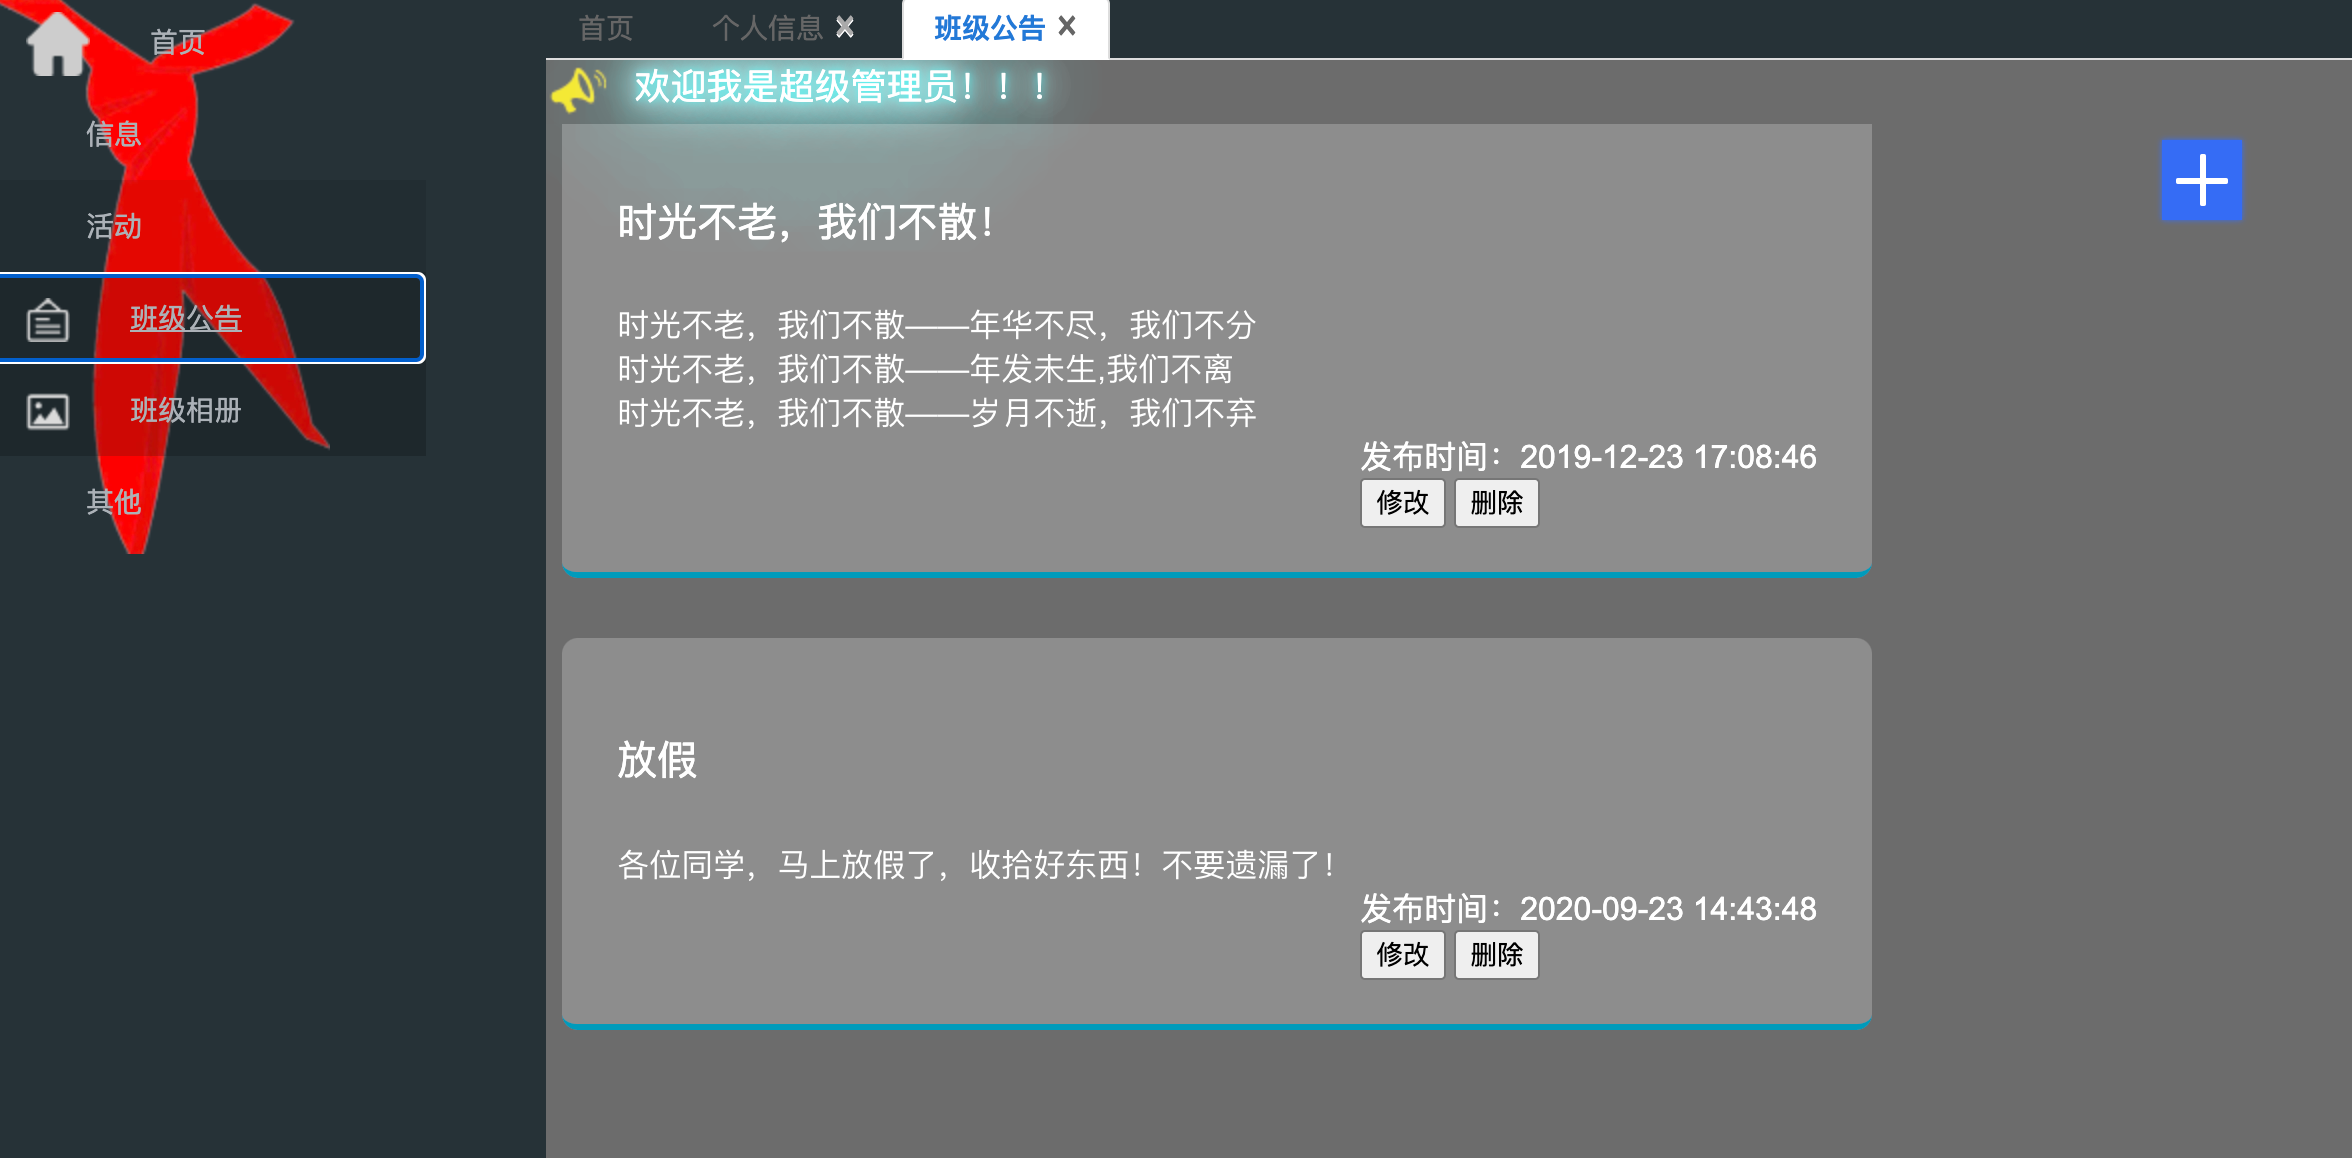 首页
信息
活动
班级公告
班级相册
其他
首页 个人信息 班级公告
欢迎我是超级管理员！！！
时光不老，我们不散！
时光不老，我们不散——年华不尽，我们不分
时光不老，我们不散——年发未生,我们不离
时光不老，我们不散——岁月不逝，我们不弃
发布时间：2019-12-23 17:08:46
修改 删除
放假
各位同学，马上放假了，收拾好东西！不要遗漏了！
发布时间：2020-09-23 14:43:48
修改 删除